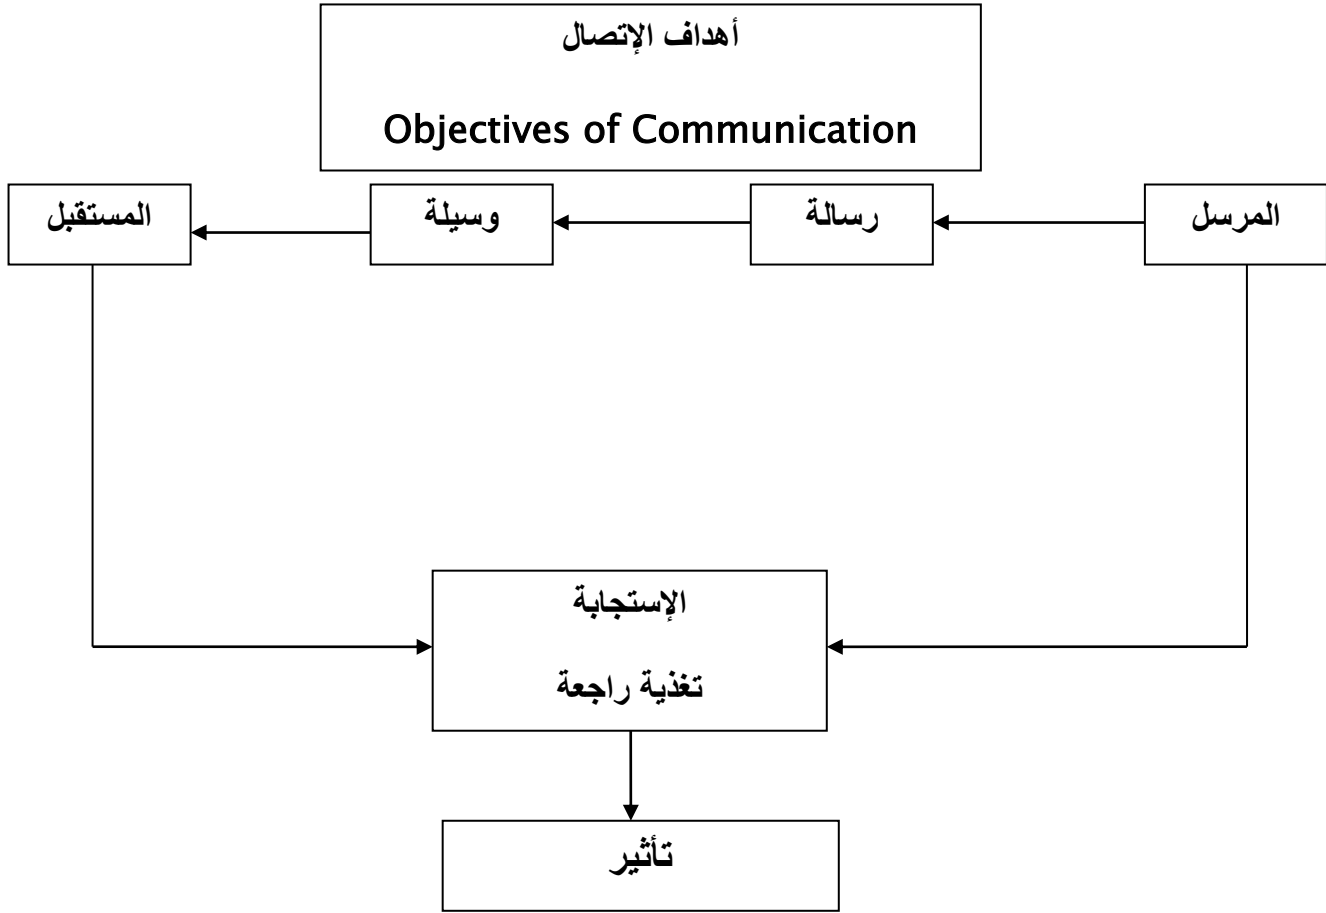 أهداف الإتصال
Objectives of Communication
المرسل
رسالة
وسيلة
المستقبل
الإستجابة
تغذية راجعة
تأثير